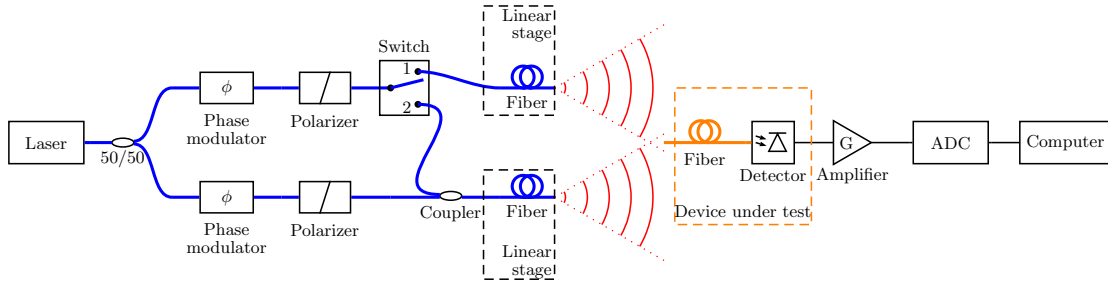 Linear
stage
Switch
1
2
ϕ
Phase
modulator
Polarizer
Fiber
Laser
50/50
Fiber
Detector
G
Amplifier
ADC
Computer
ϕ
Phase
modulator
Polarizer
Coupler
Fiber
Device under test
Linear
stage